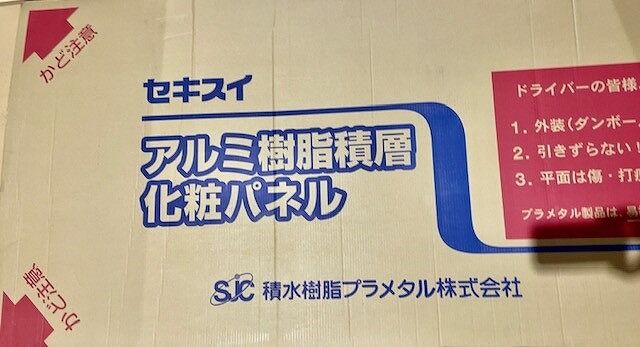 かど注意
セキスイ
アルミ樹脂積層
化粧パネル
SJC 積水樹脂プラメタル株式会社
かど注意
ドライバーの皆様
1. 外装(ダンボー
2. 引きずらない!
3. 平面は傷・打
プラメタル製品は、